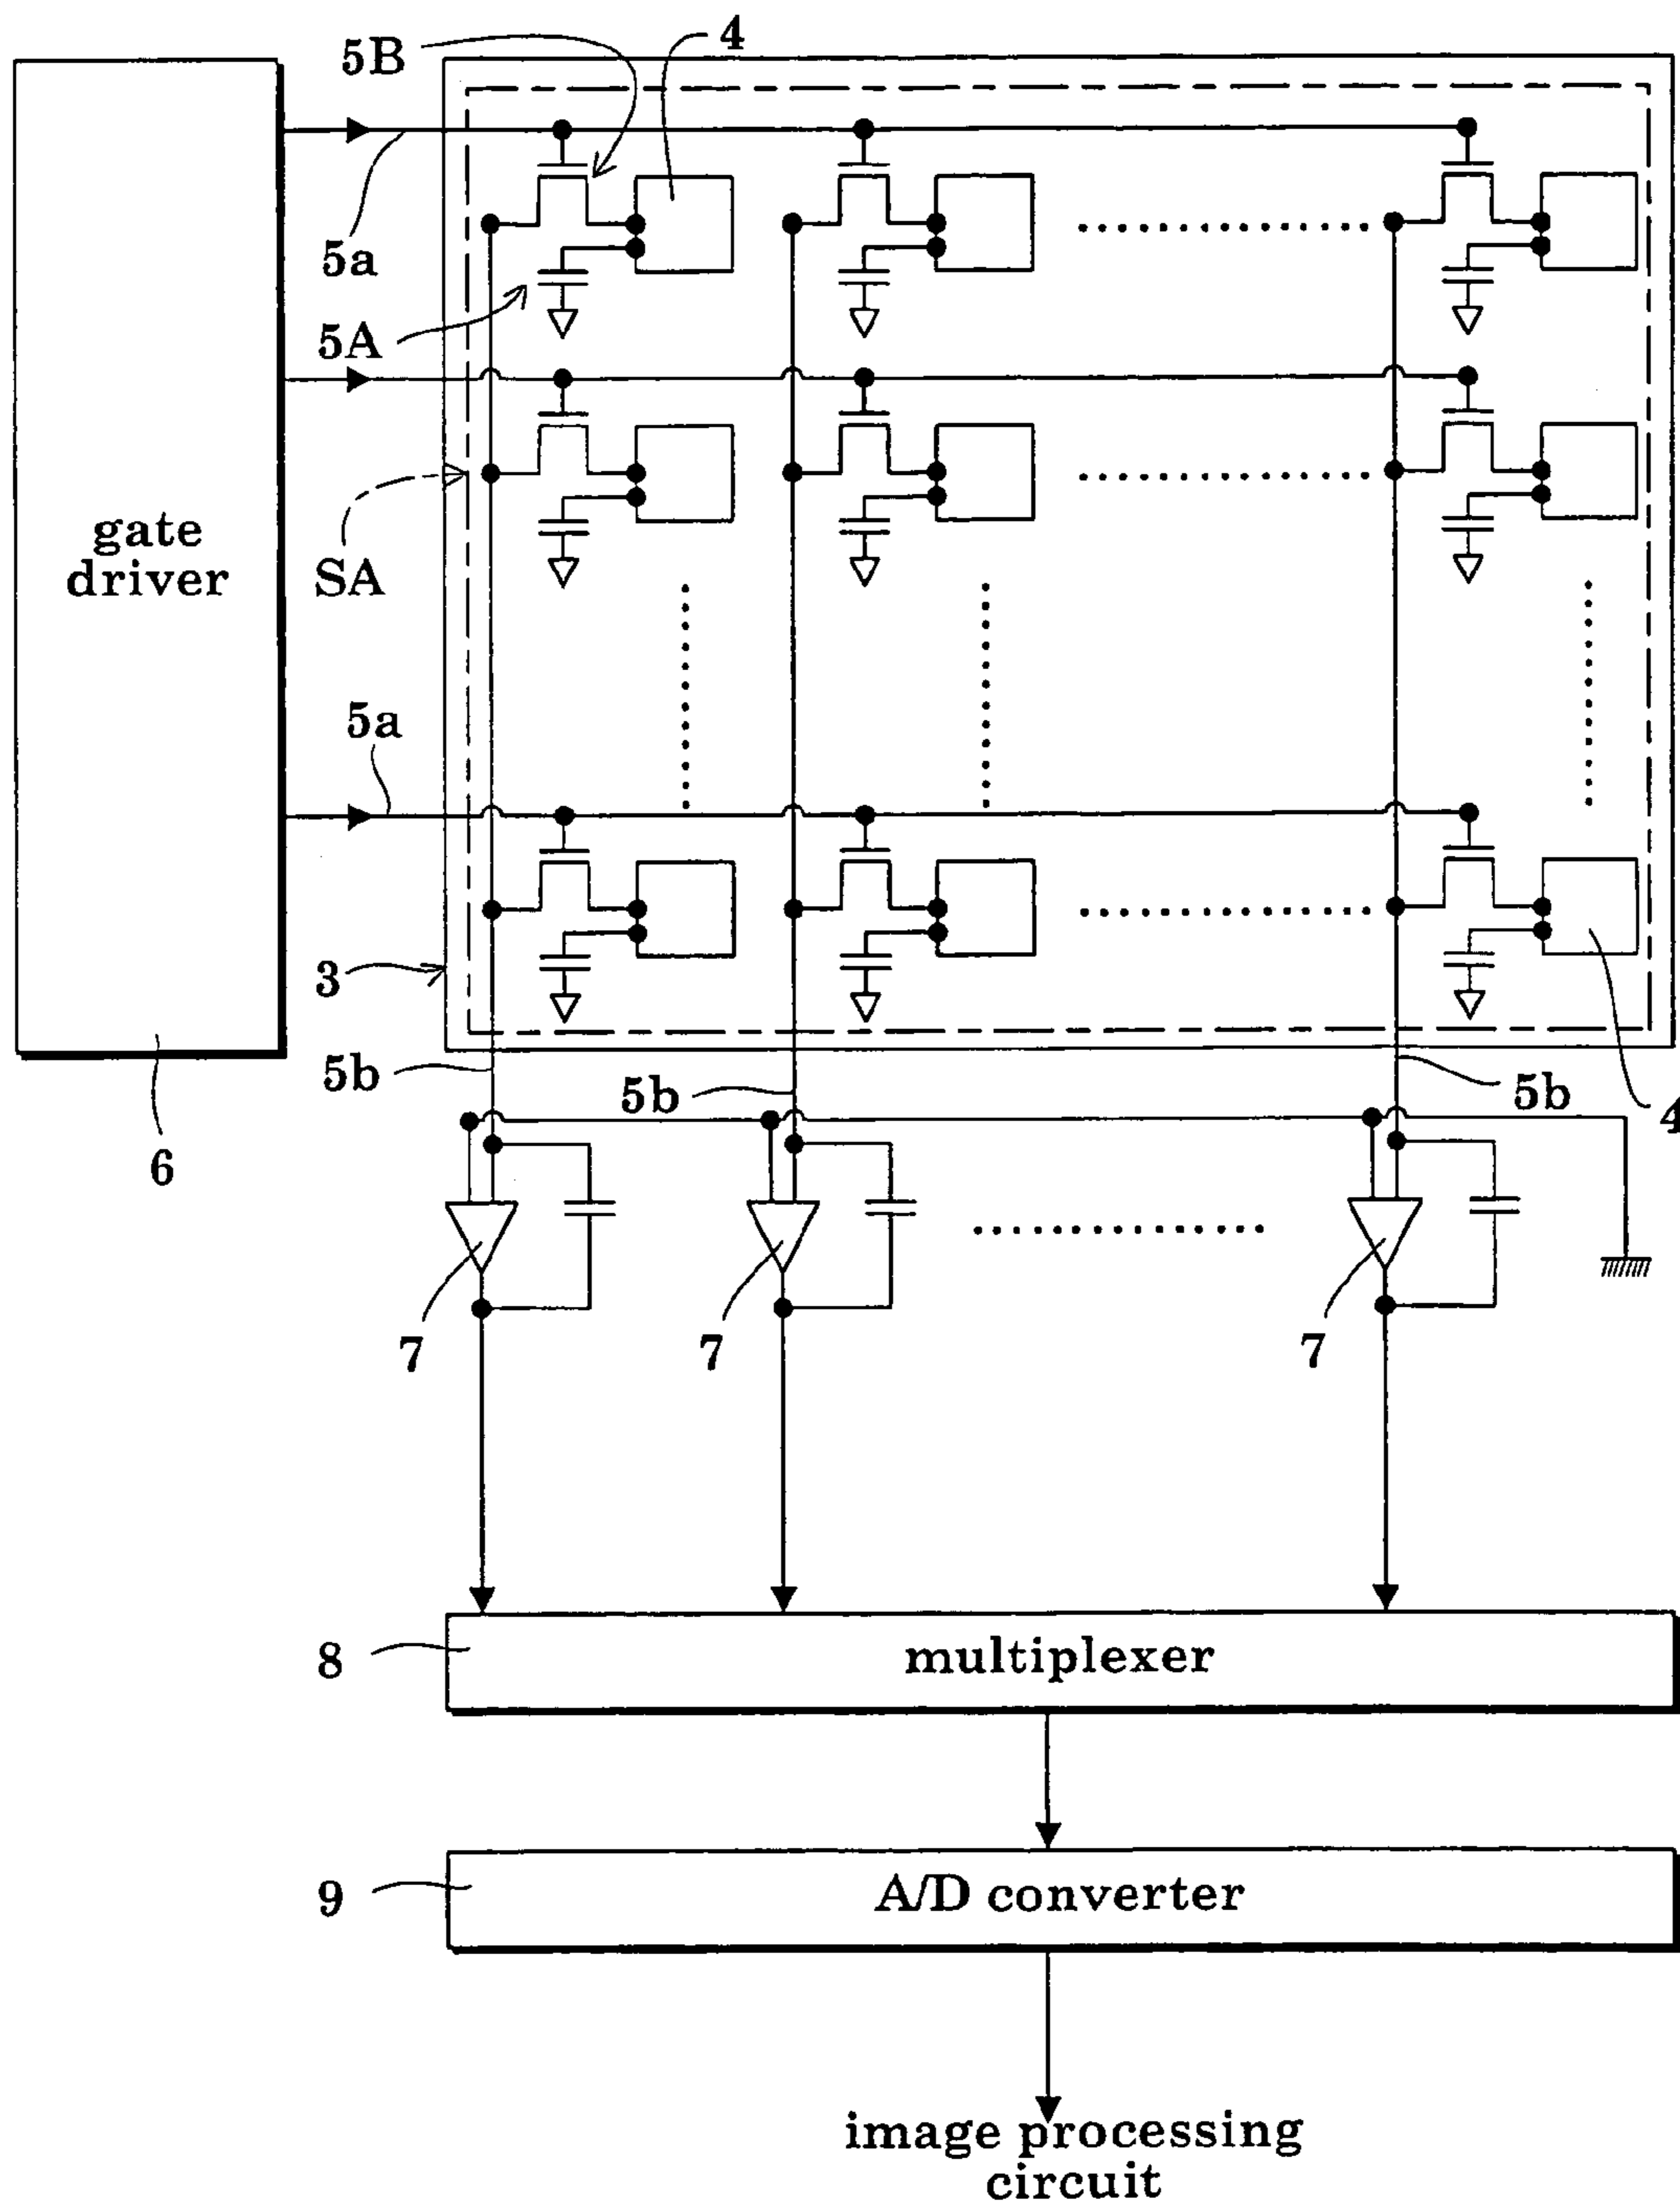 5B
4
5a
5A
gate
driver
SA
5a
3
5b
5b
5b
4
6
7
7
7
8
multiplexer
9
A/D converter
image processing
circuit